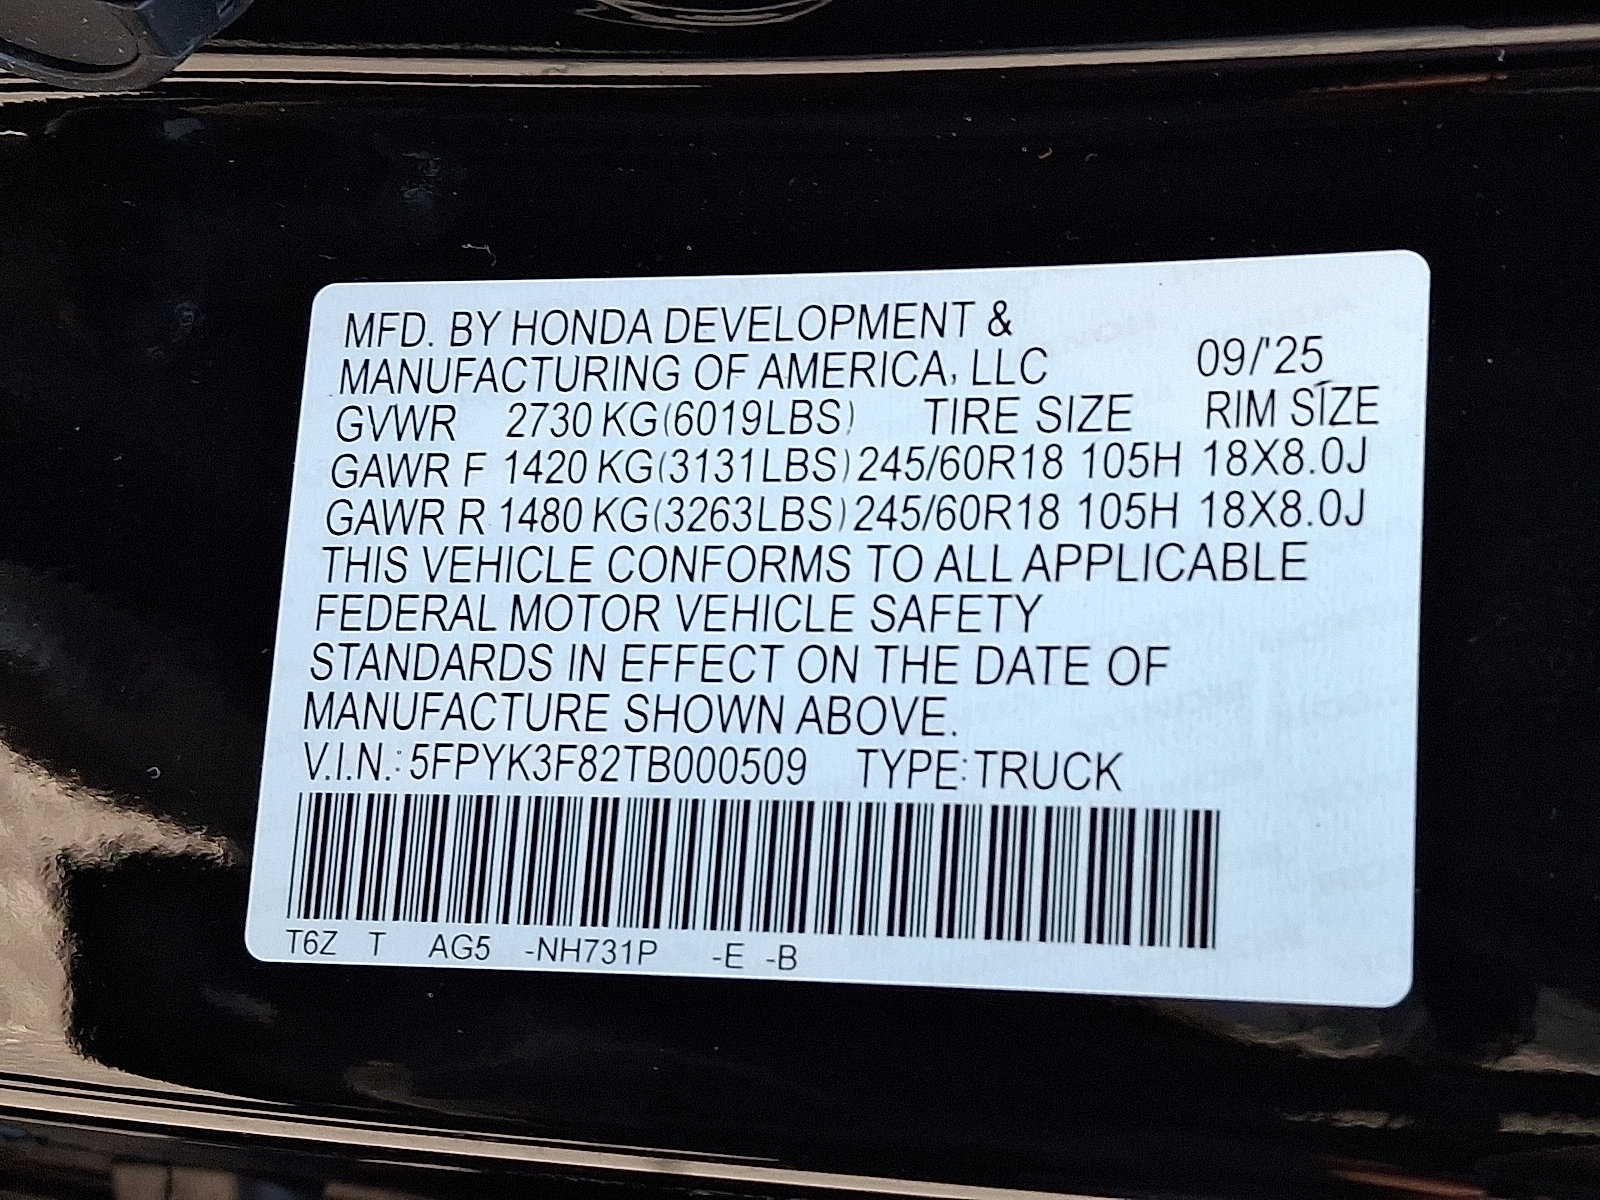 MFD. BY HONDA DEVELOPMENT &
MANUFACTURING OF AMERICA, LLC 09/'25
GVWR 2730 KG(6019LBS) TIRE SIZE RIM SIZE
GAWR F 1420 KG(3131LBS) 245/60R18 105H 18X8.0J
GAWR R 1480 KG(3263LBS) 245/60R18 105H 18X8.0J
THIS VEHICLE CONFORMS TO ALL APPLICABLE
FEDERAL MOTOR VEHICLE SAFETY
STANDARDS IN EFFECT ON THE DATE OF
MANUFACTURE SHOWN ABOVE.
V.I.N.: 5FPYK3F82TB000509 TYPE:TRUCK
T6Z T AG5 -NH731P -E -B